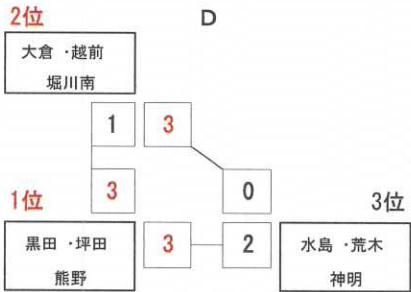 2位
D
大倉 ・越前
堀川南
1 3
3 0
1位
3位
黒田 ・坪田
熊野
3 2
水島 ・荒木
神明